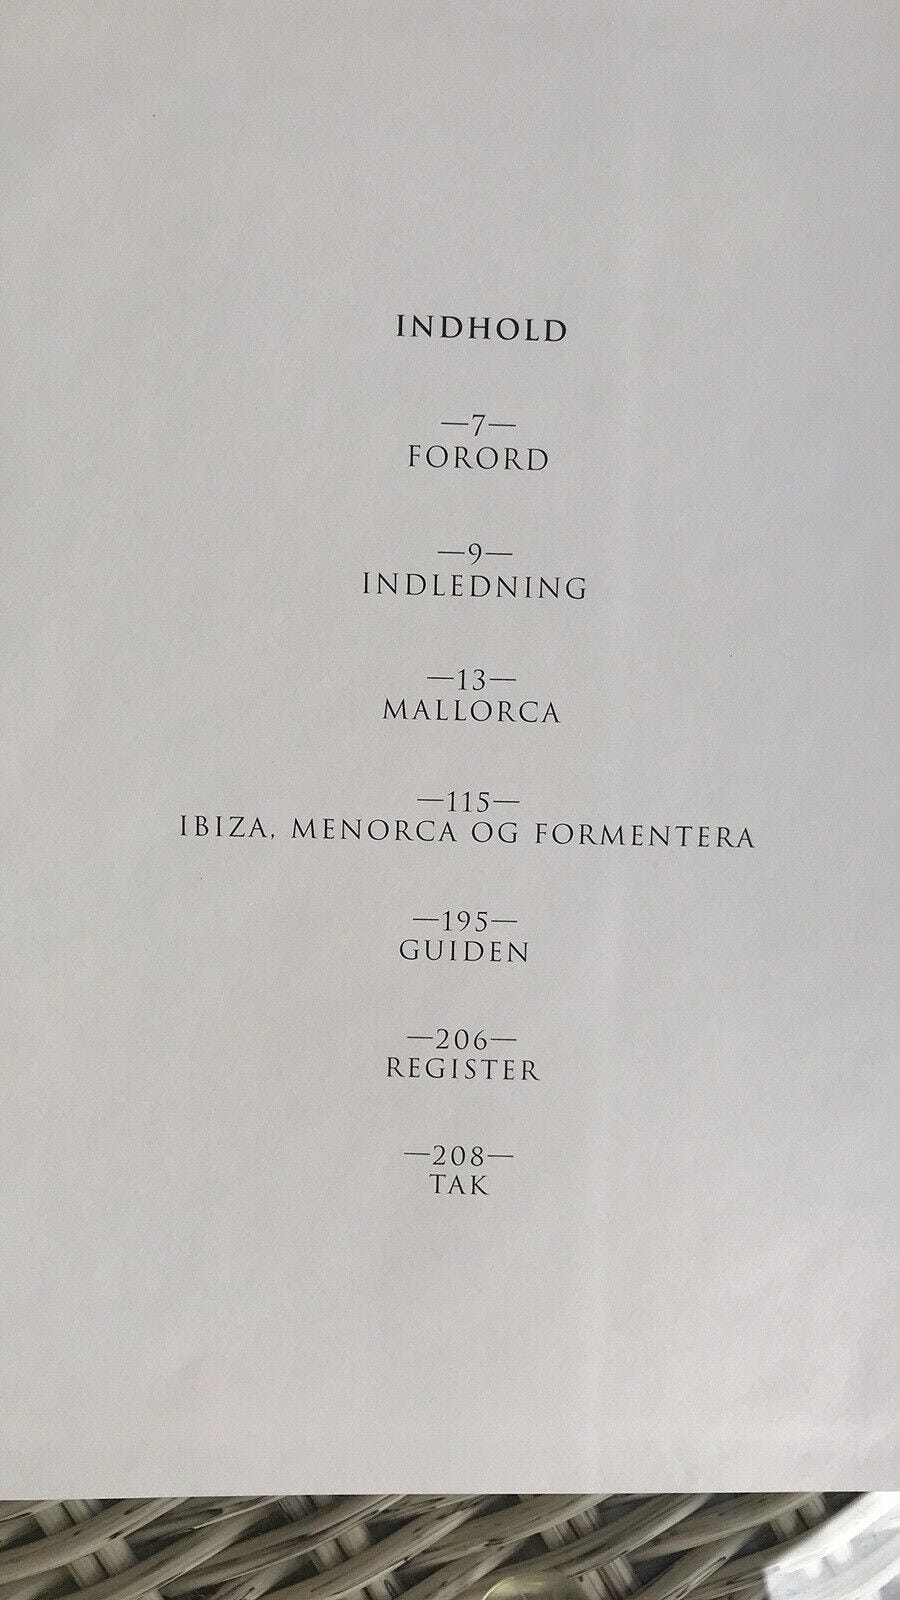 INDHOLD
—7—
FORORD
—9—
INDLEDNING
—13—
MALLORCA
—115—
IBIZA, MENORCA OG FORMENTERA
—195—
GUIDEN
—206—
REGISTER
—208—
TAK